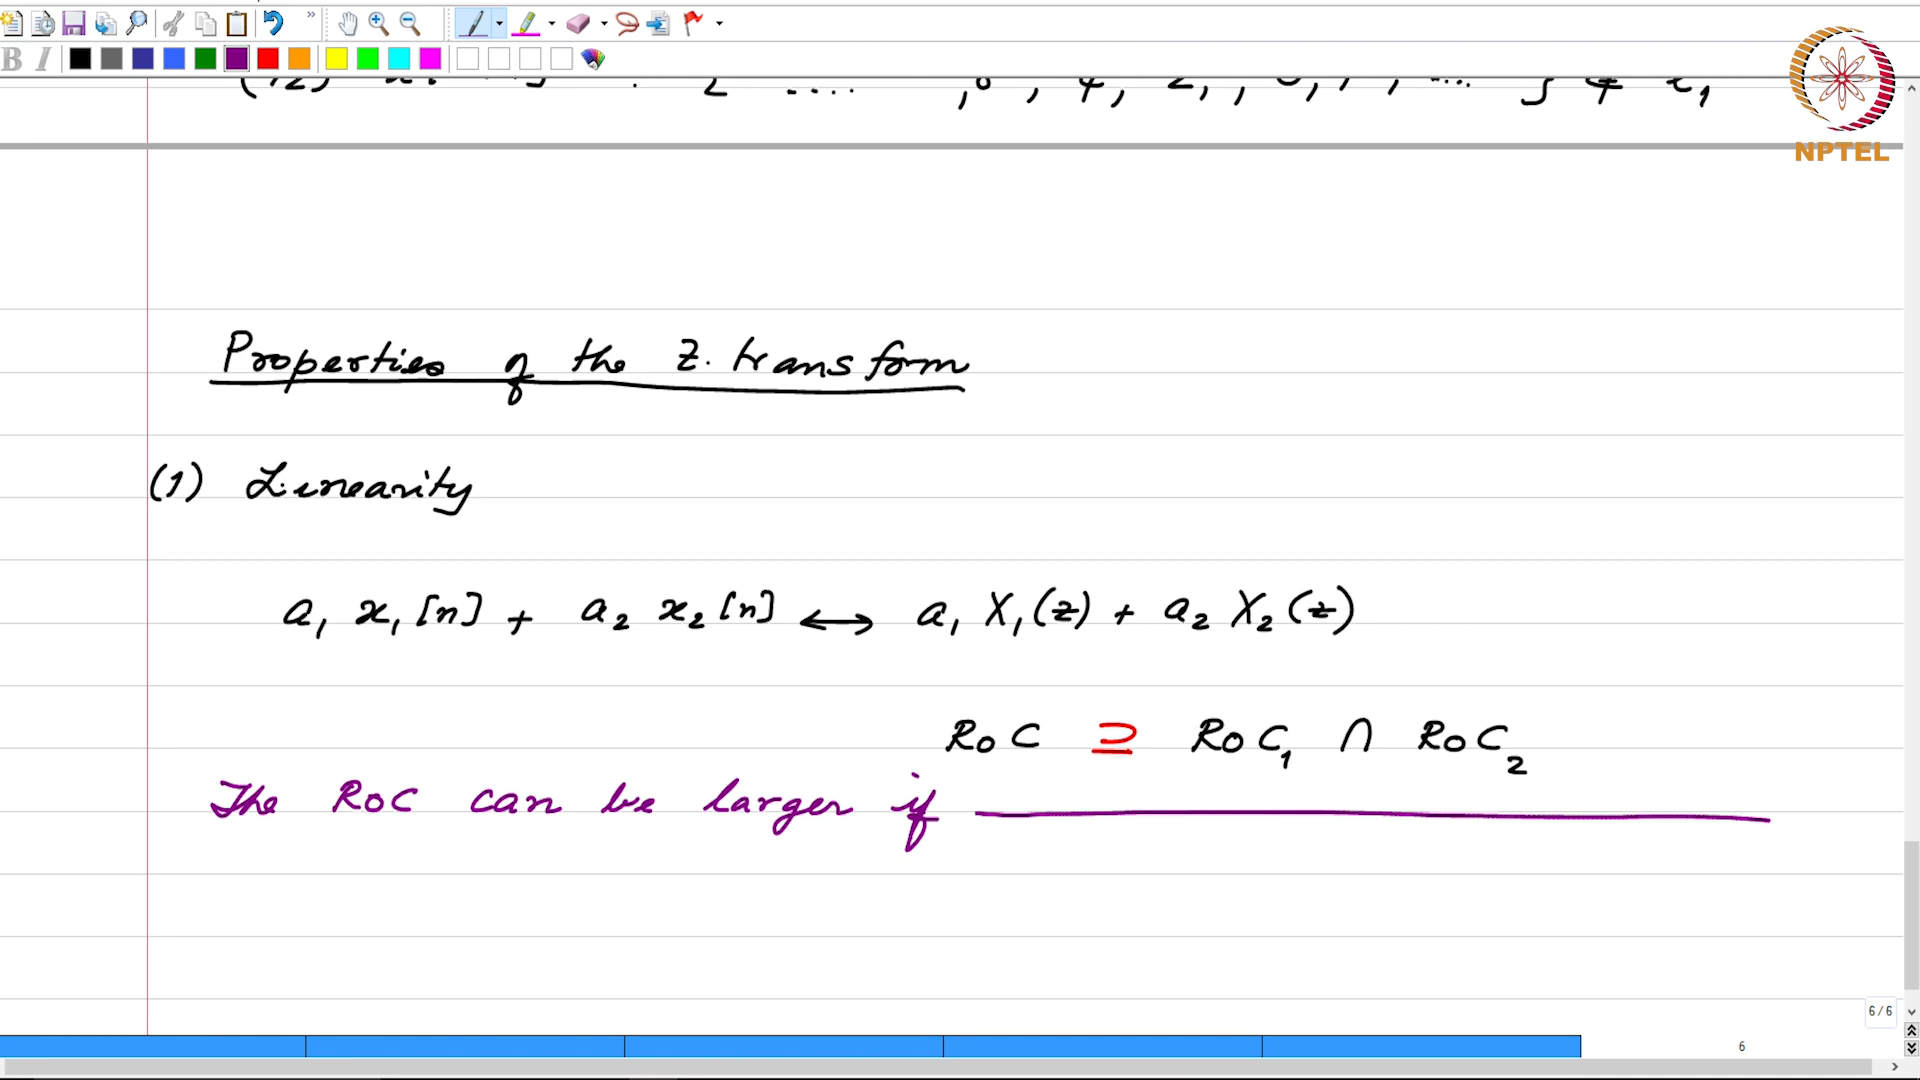 NPTEL
Properties of the Z. transform
(1) Linearity
a₁ x₁[n] + a₂ x₂[n] ↔ a₁ X₁(z) + a₂ X₂(z)
RoC ⊇ RoC₁ ∩ RoC₂
The RoC can be larger if
6/6
6